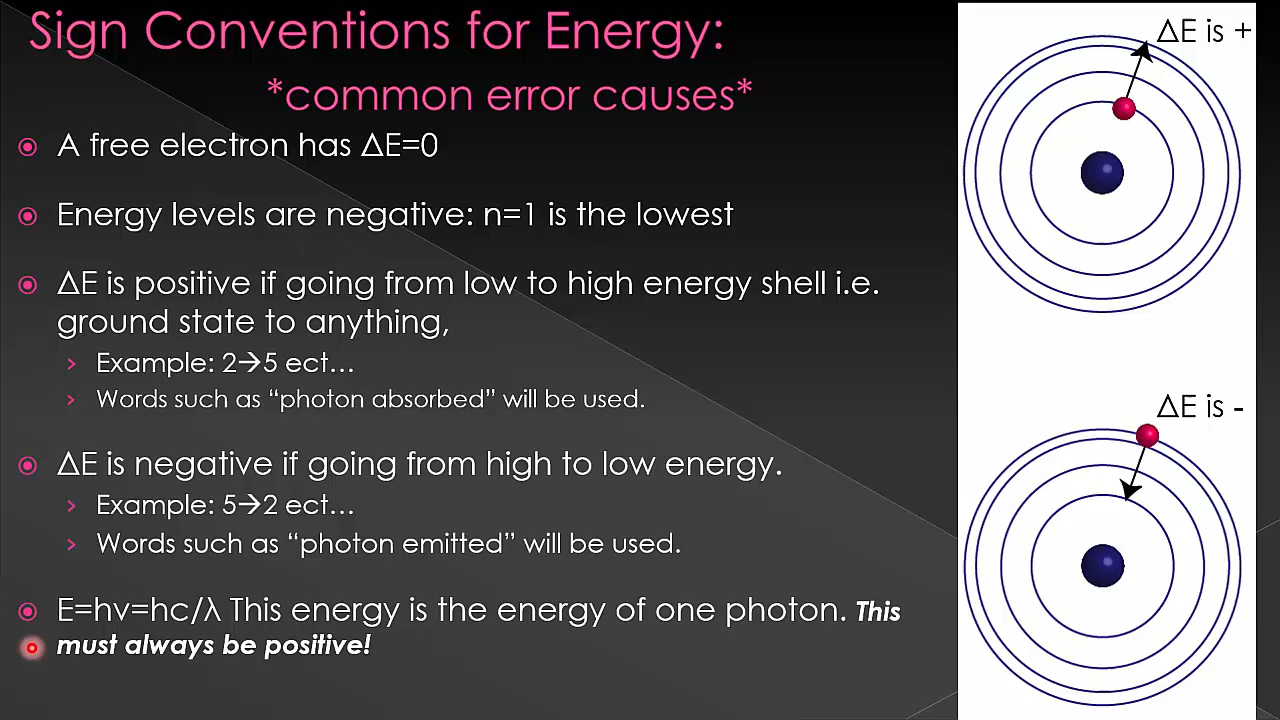 Sign Conventions for Energy:
*common error causes*
A free electron has ΔE=0
Energy levels are negative: n=1 is the lowest
ΔE is positive if going from low to high energy shell i.e.
ground state to anything,
Example: 2→5 ect…
Words such as “photon absorbed” will be used.
ΔE is negative if going from high to low energy.
Example: 5→2 ect…
Words such as “photon emitted” will be used.
E=hν=hc/λ This energy is the energy of one photon. This
must always be positive!
ΔE is +
ΔE is -